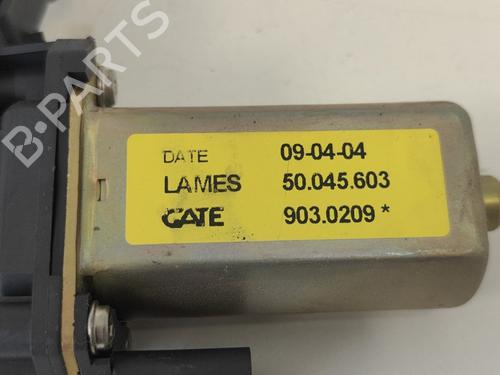 B-PARTS
DATE 09-04-04
LAMES 50.045.603
GATE 903.0209 *